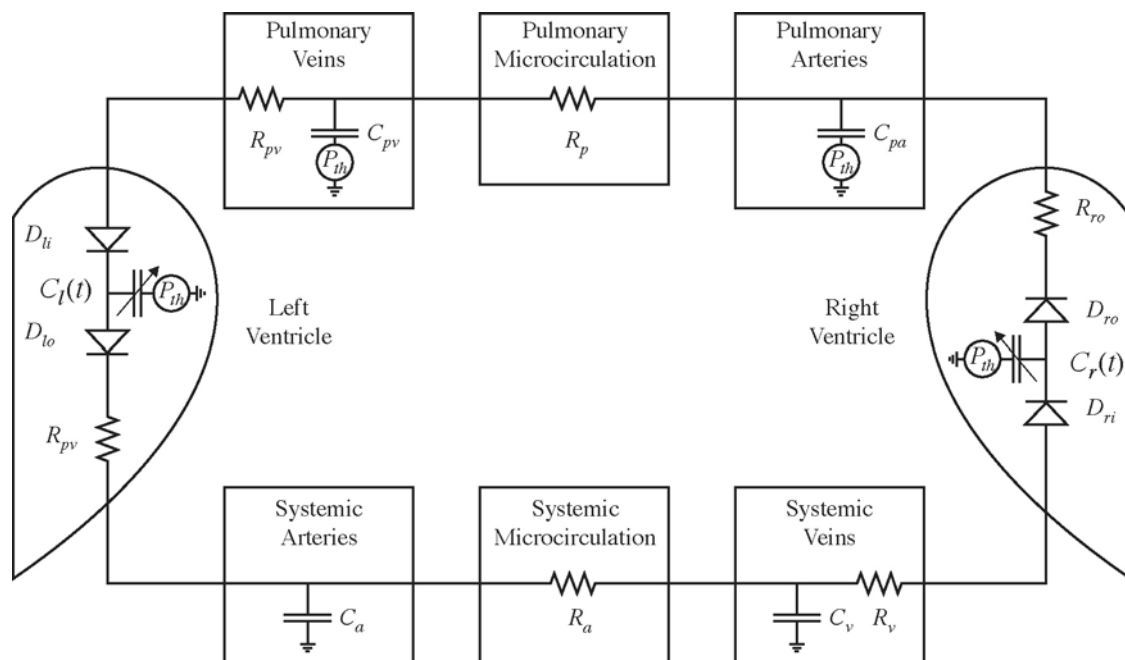 Pulmonary
Veins
Pulmonary
Microcirculation
Pulmonary
Arteries
R_pv
C_pv
P_th
R_p
C_pa
P_th
D_li
C_l(t)
P_th
D_lo
R_pv
Left
Ventricle
Right
Ventricle
R_ro
D_ro
P_th
C_r(t)
D_ri
Systemic
Arteries
Systemic
Microcirculation
Systemic
Veins
C_a
R_a
C_v
R_v